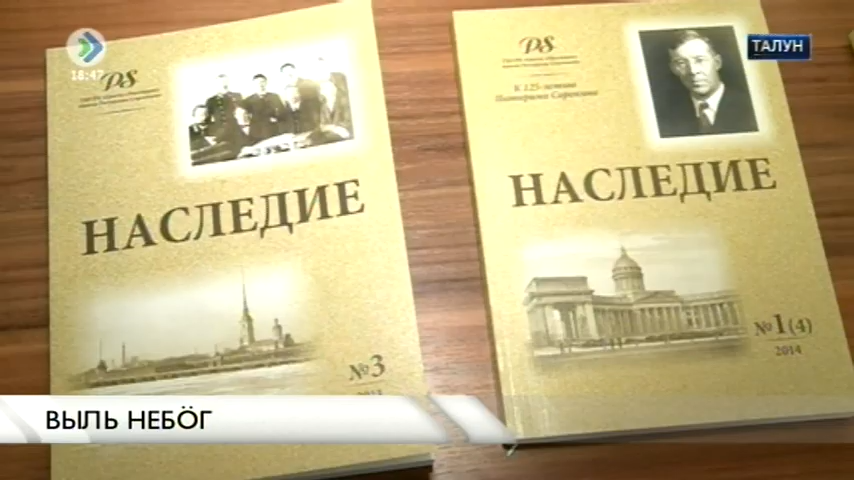 18:47
ТАЛУН
PS
НАСЛЕДИЕ
№3
PS
К 125-летию
Питирима Сорокина
НАСЛЕДИЕ
№1(4)
2014
ВЫЛЬ НЕБӦГ